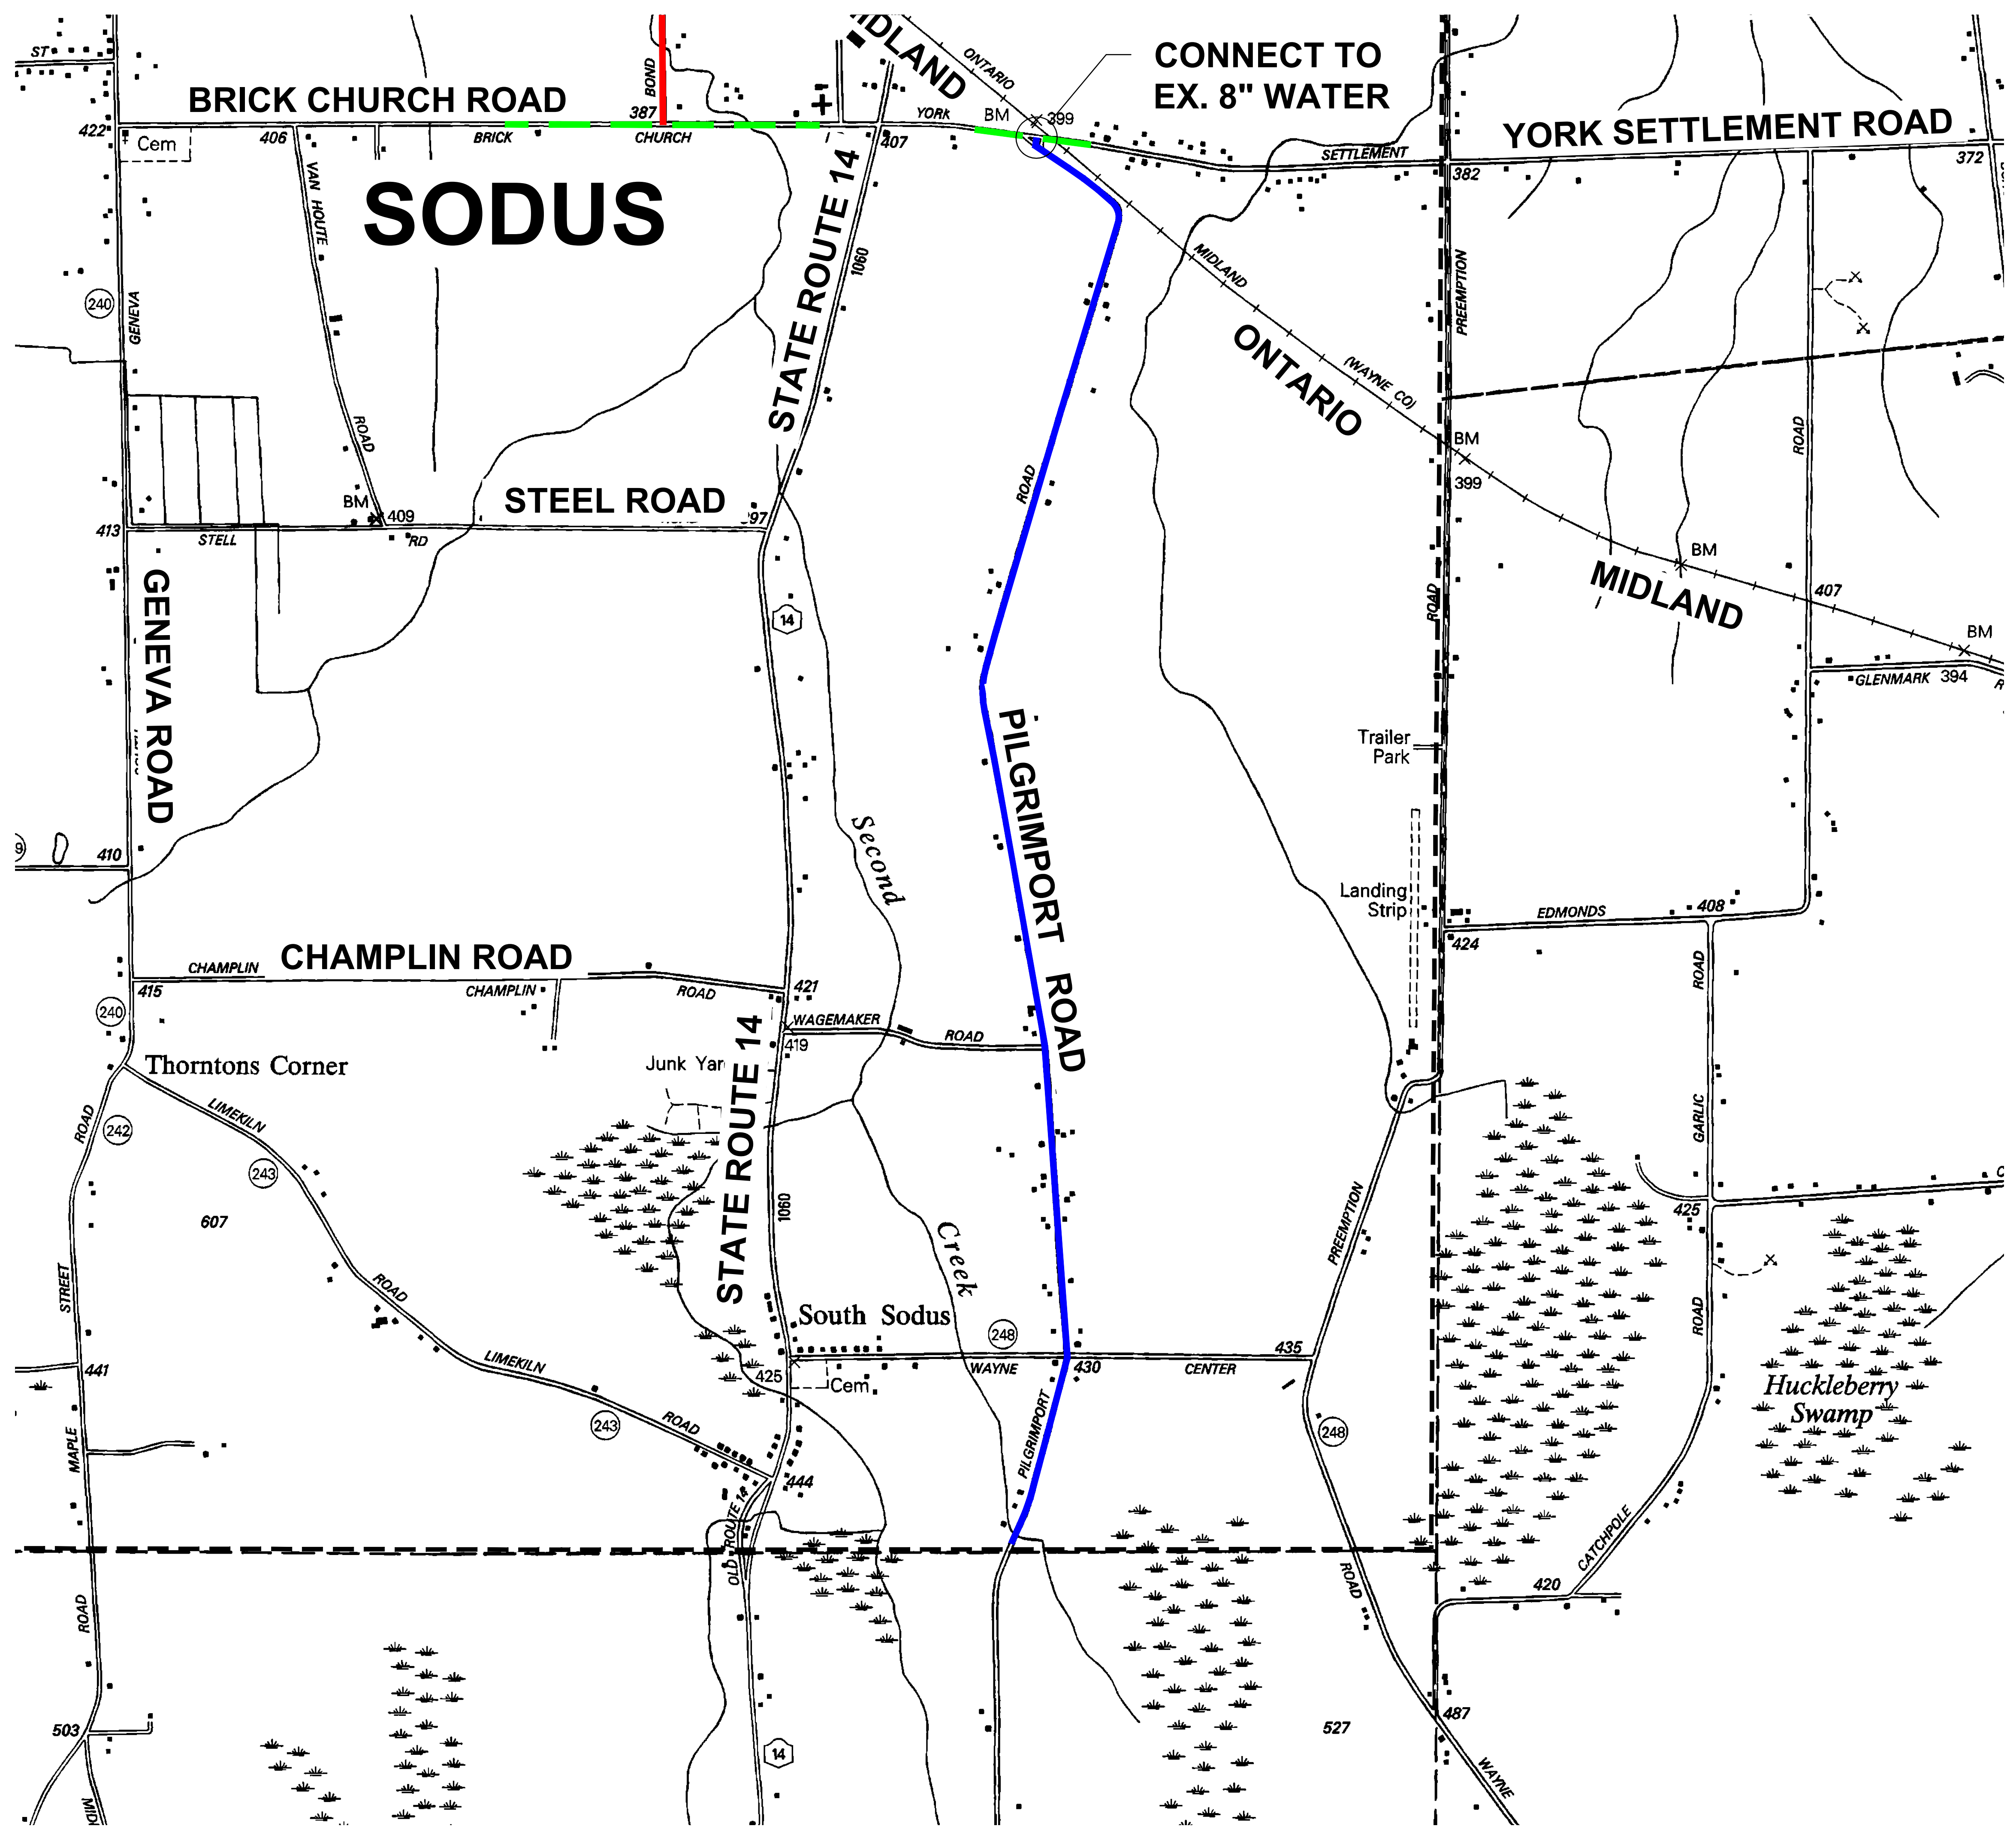 MIDLAND
ONTARIO
CONNECT TO
EX. 8" WATER
ST
BOND
BRICK CHURCH ROAD
387
YORK
BM
399
YORK SETTLEMENT ROAD
422
Cem
406
BRICK
CHURCH
407
SETTLEMENT
382
372
VAN HOUTE
SODUS
STATE ROUTE 14
1060
MIDLAND
PREEMPTION
240
GENEVA
ONTARIO
(WAYNE CO)
ROAD
BM
399
ROAD
ROAD
BM
409
STEEL ROAD
413
STELL
RD
BM
MIDLAND
407
ROAD
BM
GENEVA ROAD
14
GLENMARK
394
PILGRIMPORT ROAD
Trailer
Park
Second
410
Landing
Strip
EDMONDS
408
424
CHAMPLIN
CHAMPLIN ROAD
415
CHAMPLIN
ROAD
421
ROAD
240
WAGEMAKER
ROAD
419
Thorntons Corner
Junk Yar
STATE ROUTE 14
LIMEKILN
ROAD
242
GARLIC
243
1060
PREEMPTION
425
607
Creek
STREET
ROAD
South Sodus
248
ROAD
LIMEKILN
WAYNE
430
CENTER
435
441
425
Cem
Huckleberry
Swamp
243
ROAD
PILGRIMPORT
248
MAPLE
444
OLD ROUTE 14
CATCHPOLE
ROAD
420
ROAD
503
14
527
487
WAYNE